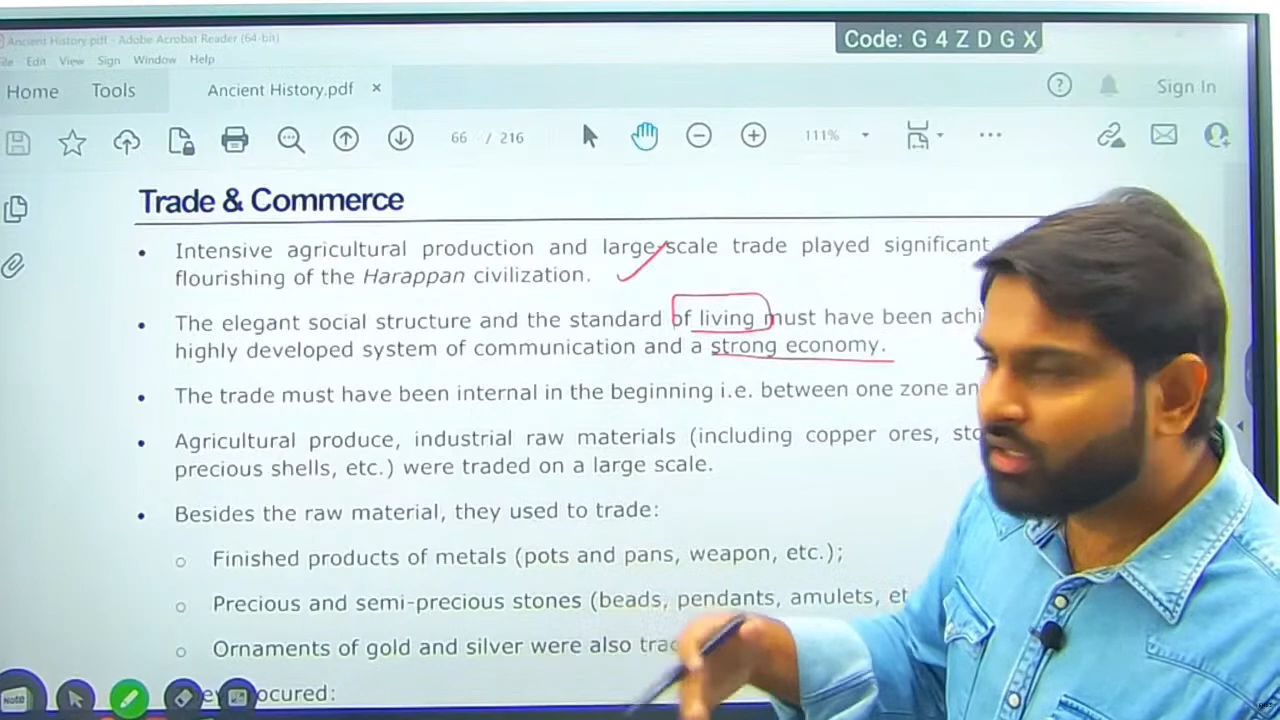 Code: G 4 Z D G X
Ancient History.pdf - Adobe Acrobat Reader (64-bit)
Edit View Sign Window Help
Home Tools Ancient History.pdf × Sign In
66 / 216 111%
Trade & Commerce
• Intensive agricultural production and large scale trade played significant
flourishing of the Harappan civilization.
• The elegant social structure and the standard of living must have been
highly developed system of communication and a strong economy.
• The trade must have been internal in the beginning i.e. between one zone
• Agricultural produce, industrial raw materials (including copper ores,
precious shells, etc.) were traded on a large scale.
• Besides the raw material, they used to trade:
o Finished products of metals (pots and pans, weapon, etc.);
o Precious and semi-precious stones (beads, pendants, amulets,
o Ornaments of gold and silver were also
Note